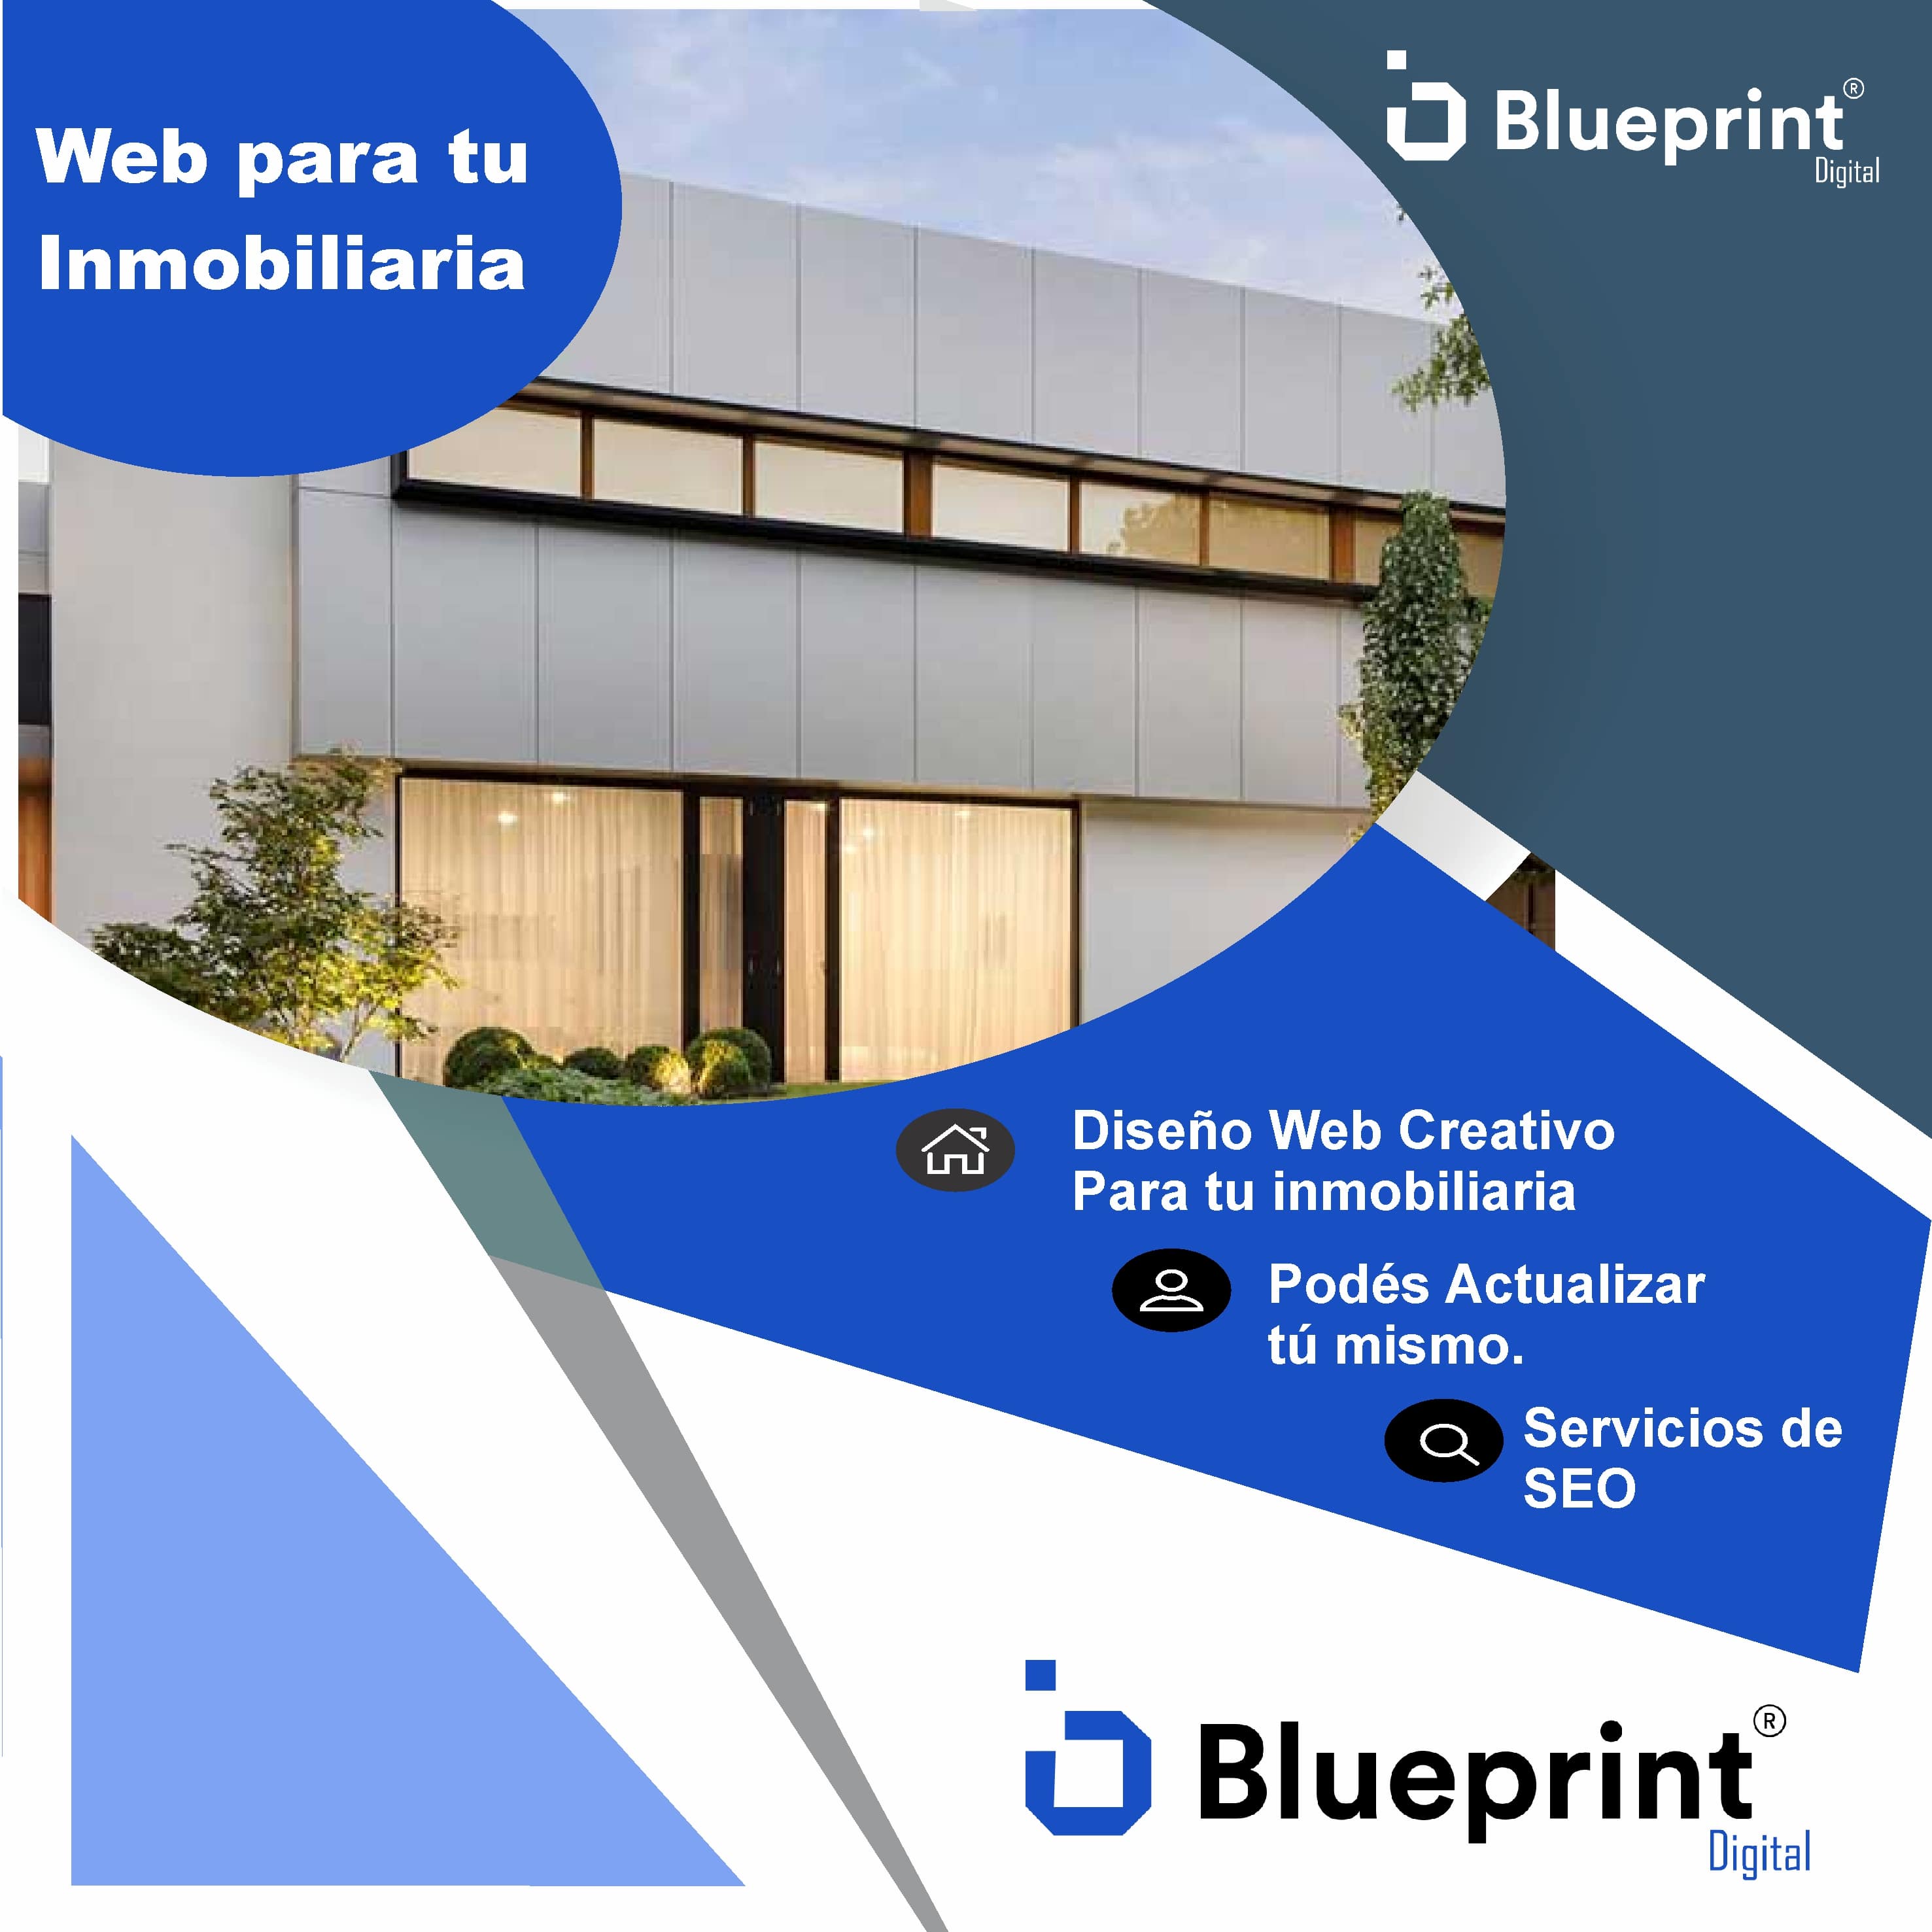 Web para tu
Inmobiliaria
Blueprint®
Digital
Diseño Web Creativo
Para tu inmobiliaria
Podés Actualizar
tú mismo.
Servicios de
SEO
Blueprint®
Digital